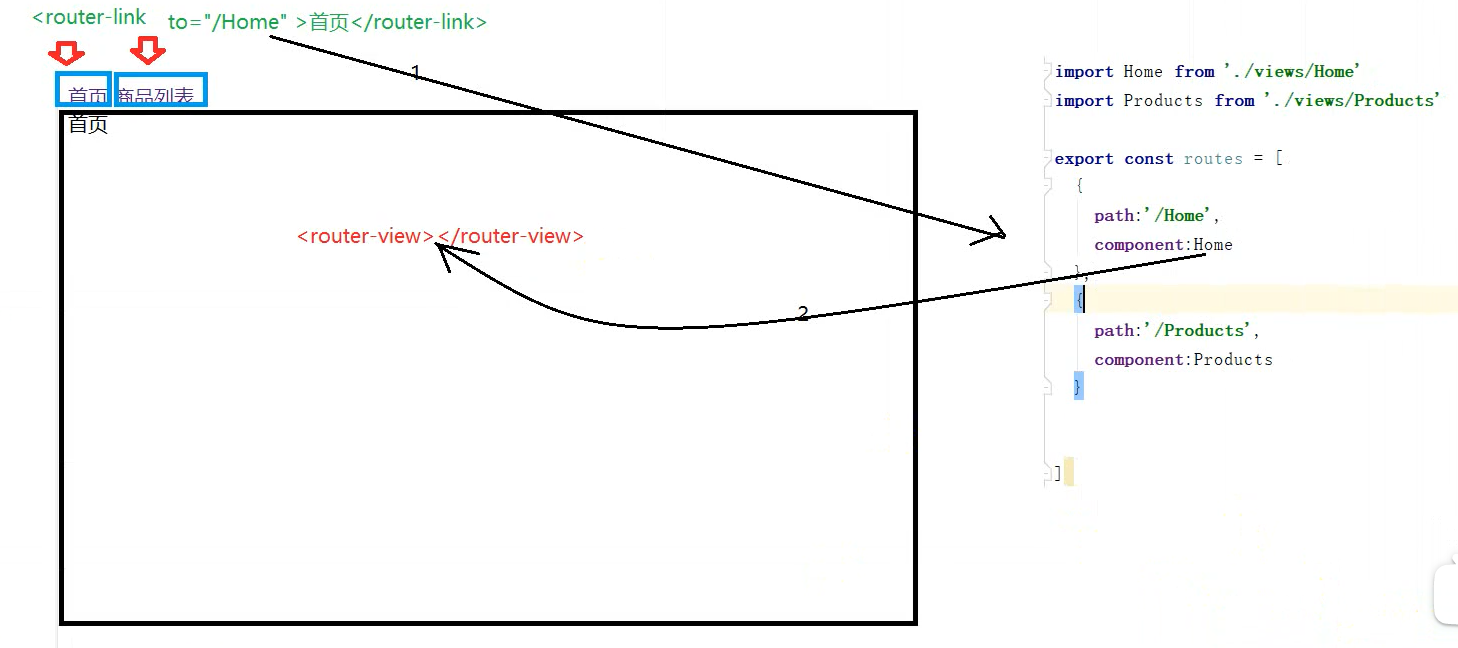 <router-link to="/Home" >首页</router-link>
1
首页 商品列表
首页
<router-view></router-view>
2
import Home from './views/Home'
import Products from './views/Products'
export const routes = [
{
path:'/Home',
component:Home
},
{
path:'/Products',
component:Products
}
]